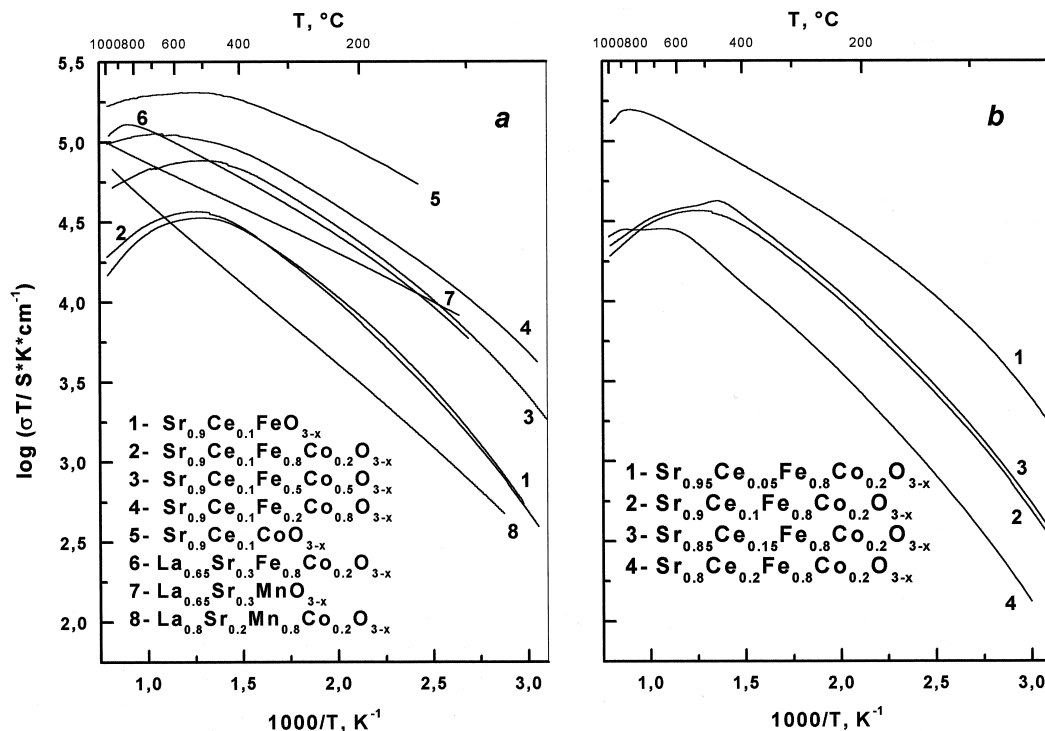 T, °C
1000 800 600 400 200
5,5
5,0
4,5
4,0
3,5
3,0
2,5
2,0
log (σT/ S*K*cm⁻¹)
a
6
5
2
7
4
3
1
8
1- Sr₀.₉Ce₀.₁FeO₃₋ₓ
2- Sr₀.₉Ce₀.₁Fe₀.₈Co₀.₂O₃₋ₓ
3- Sr₀.₉Ce₀.₁Fe₀.₅Co₀.₅O₃₋ₓ
4- Sr₀.₉Ce₀.₁Fe₀.₂Co₀.₈O₃₋ₓ
5- Sr₀.₉Ce₀.₁CoO₃₋ₓ
6- La₀.₆₅Sr₀.₃Fe₀.₈Co₀.₂O₃₋ₓ
7- La₀.₆₅Sr₀.₃MnO₃₋ₓ
8- La₀.₈Sr₀.₂Mn₀.₈Co₀.₂O₃₋ₓ
1,0 1,5 2,0 2,5 3,0
1000/T, K⁻¹
T, °C
1000 800 600 400 200
b
1
3
2
4
1- Sr₀.₉₅Ce₀.₀₅Fe₀.₈Co₀.₂O₃₋ₓ
2- Sr₀.₉Ce₀.₁Fe₀.₈Co₀.₂O₃₋ₓ
3- Sr₀.₈₅Ce₀.₁₅Fe₀.₈Co₀.₂O₃₋ₓ
4- Sr₀.₈Ce₀.₂Fe₀.₈Co₀.₂O₃₋ₓ
1,0 1,5 2,0 2,5 3,0
1000/T, K⁻¹